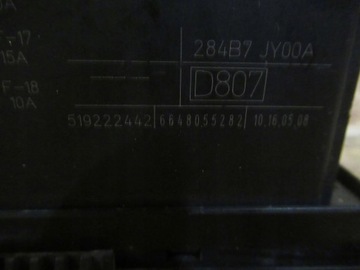 F-17 284B7 JY00A
15A
F-18 D807
10A
519222442 6648055282 10,16,05,08